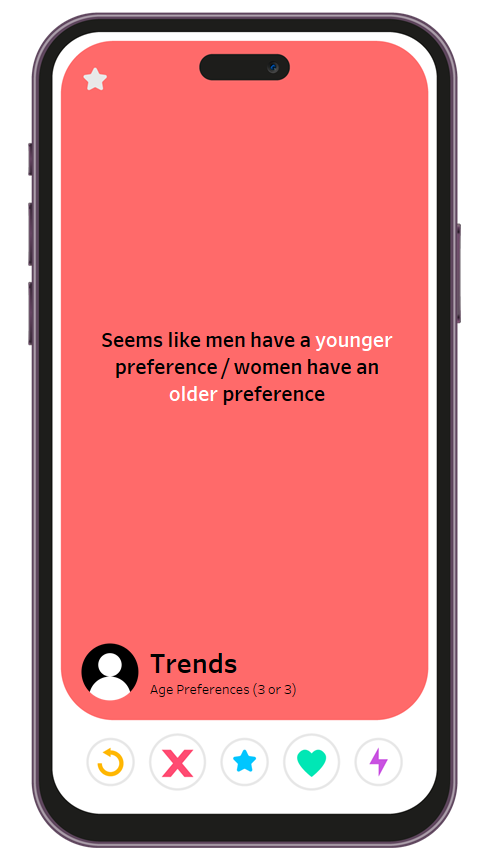 Seems like men have a younger
preference / women have an
older preference
Trends
Age Preferences (3 or 3)